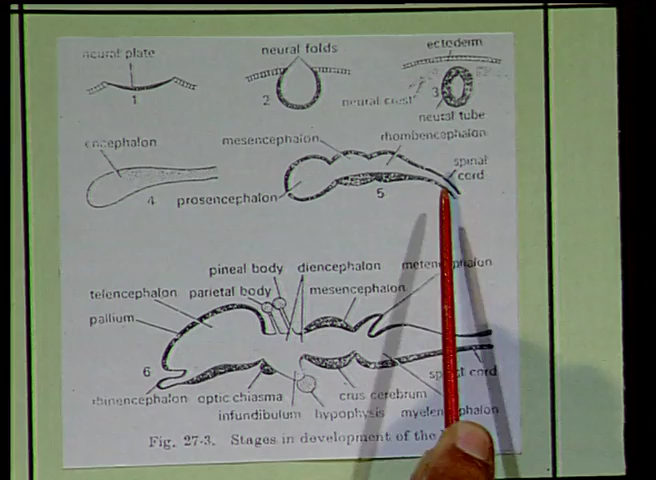 neural plate
neural folds
ectoderm
1
2
3
neural crest
neural tube
encephalon
mesencephalon
rhombencephalon
spinal
cord
4
prosencephalon
5
pineal body
diencephalon
telencephalon
parietal body
mesencephalon
pallium
6
rhinencephalon
optic chiasma
crus cerebrum
cord
infundibulum
hypophysis
Fig. 27-3. Stages in development of the